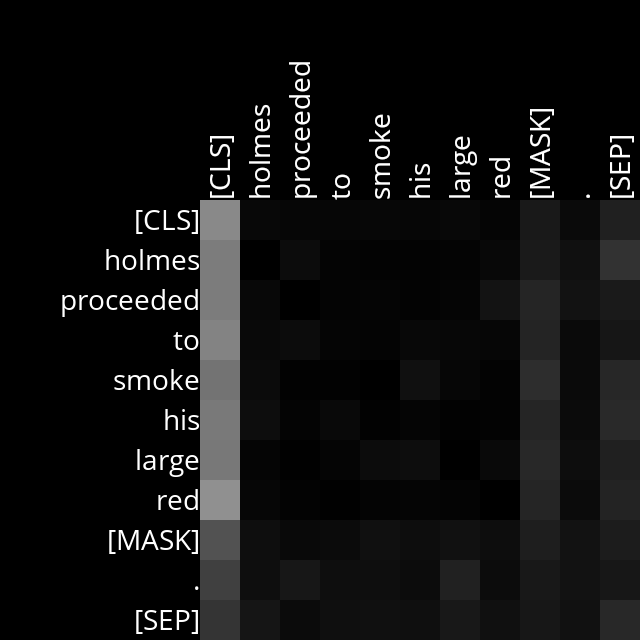 [CLS] holmes proceeded to smoke his large red [MASK] . [SEP]
[CLS]
holmes
proceeded
to
smoke
his
large
red
[MASK]
.
[SEP]